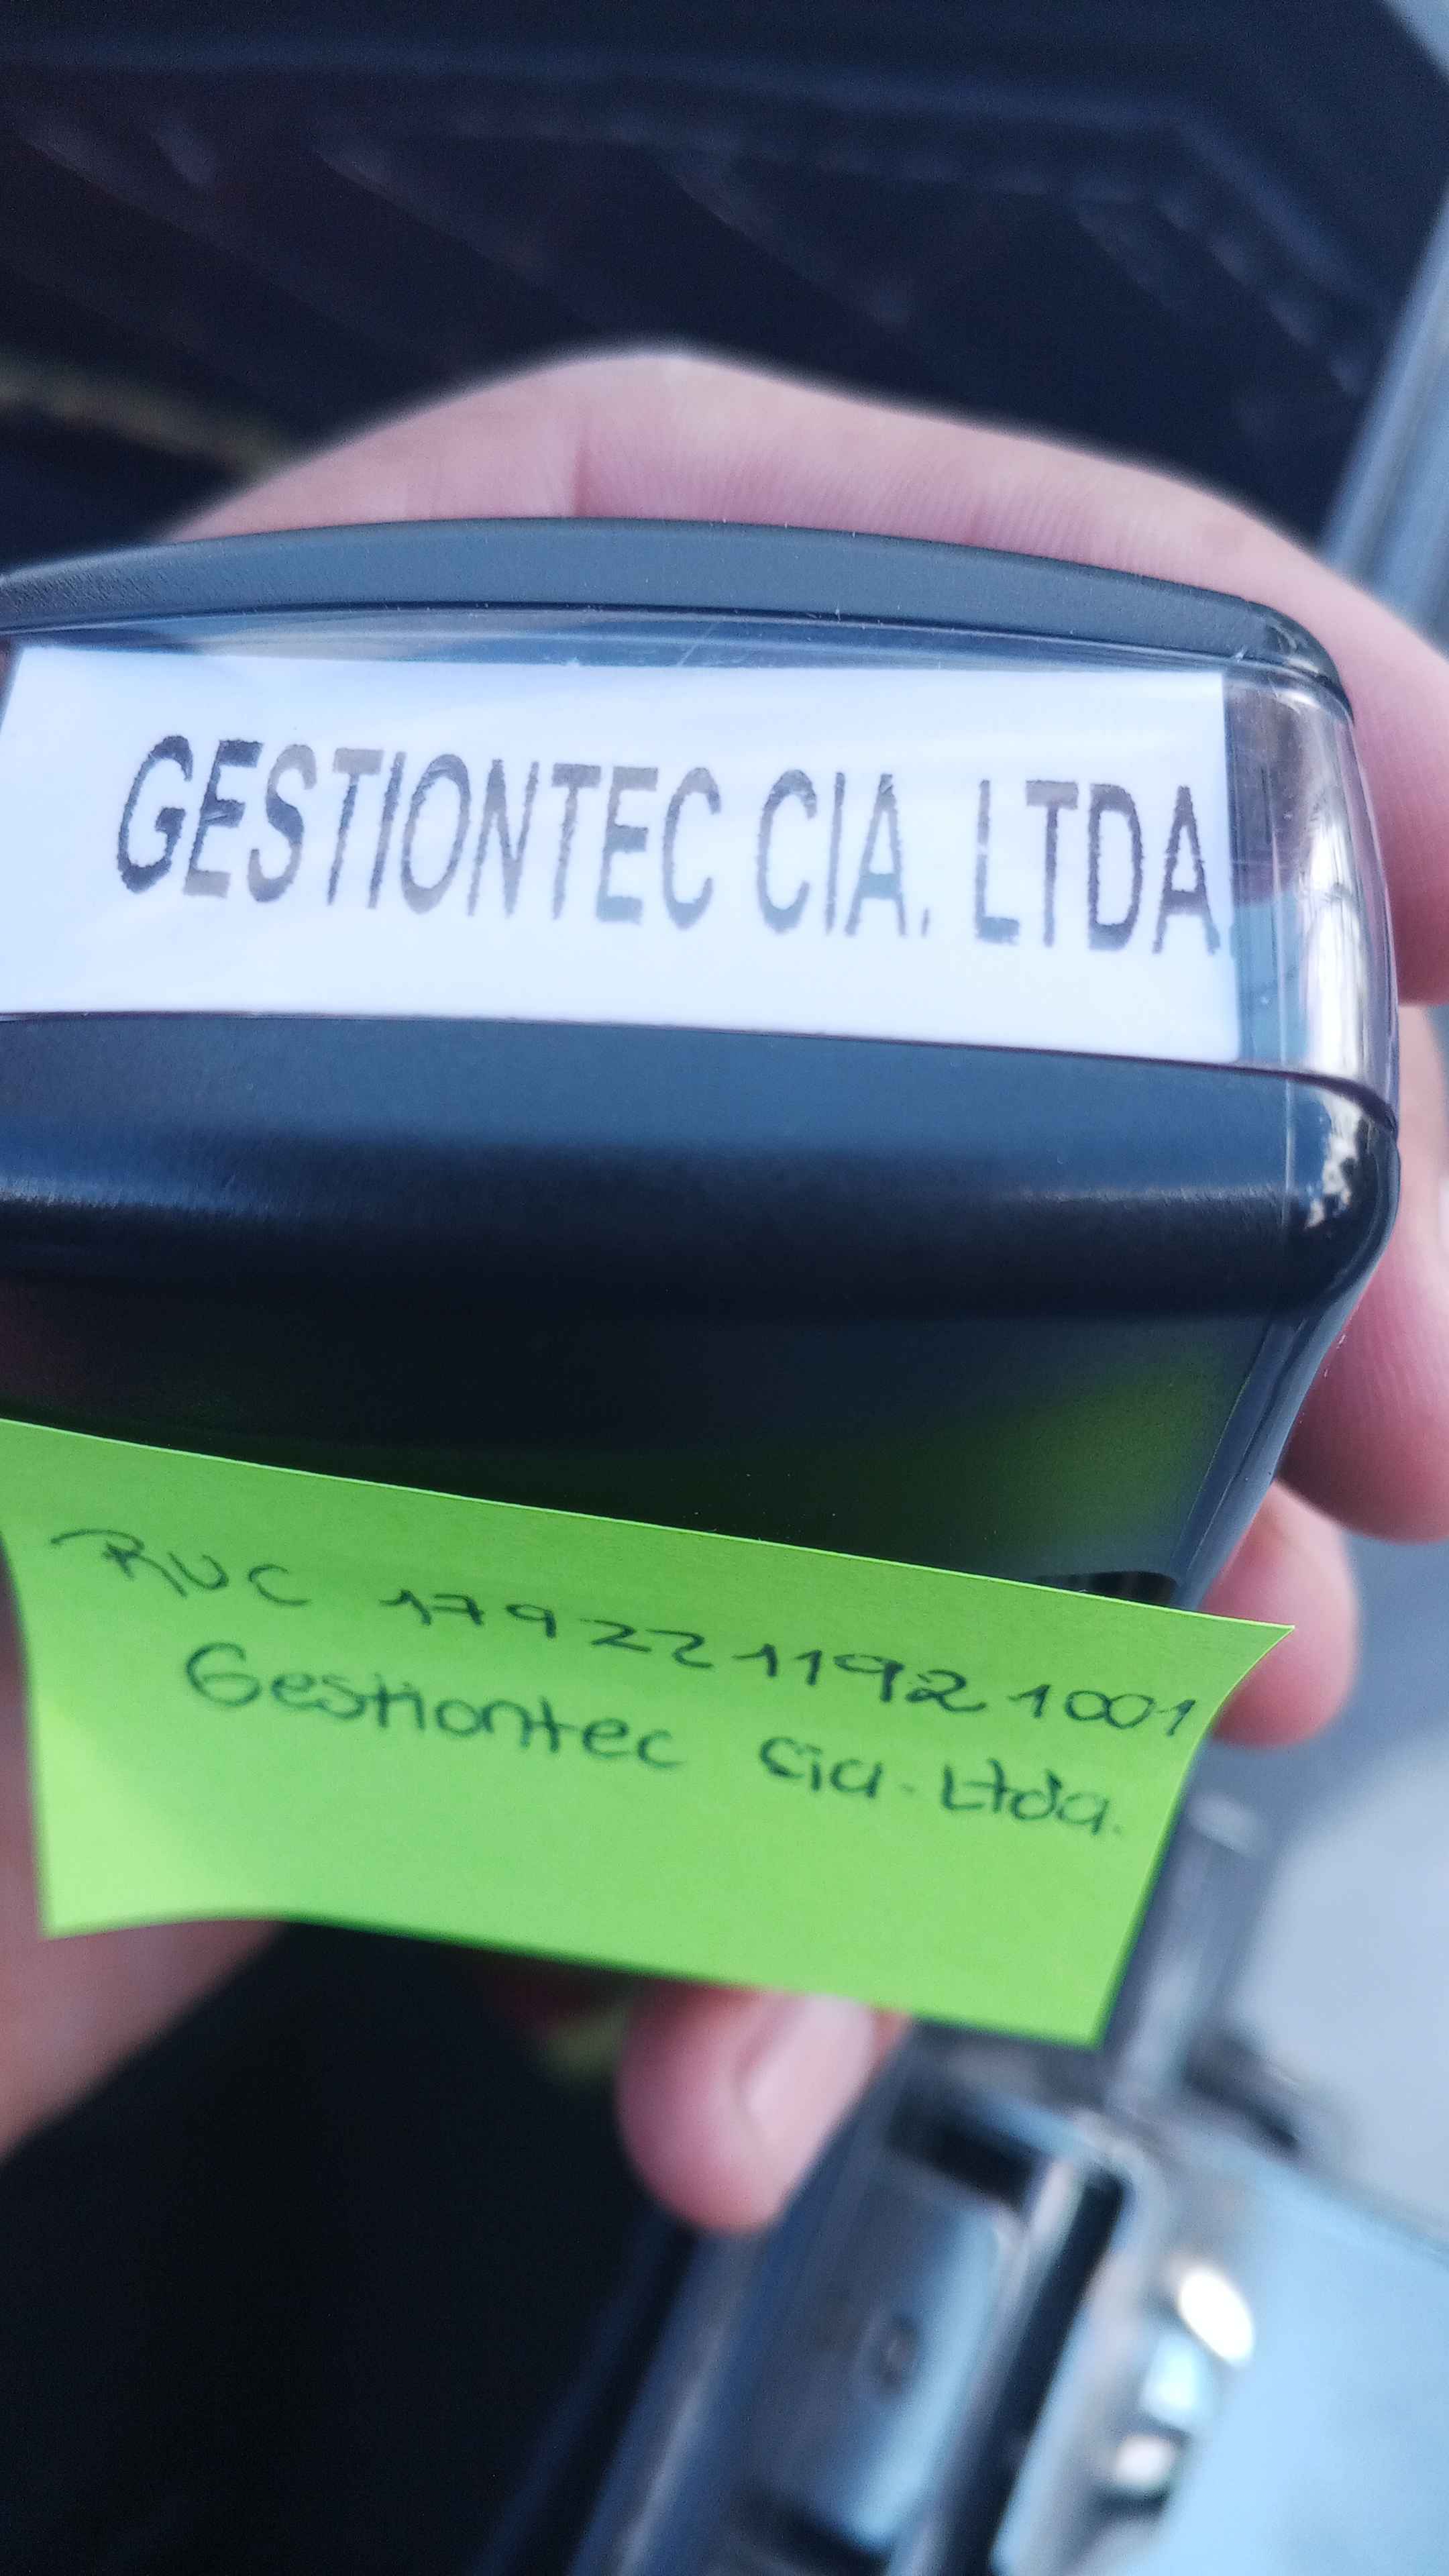 GESTIONTEC CIA. LTDA.
RUC 1792211921001
Gestiontec Cia. Ltda.